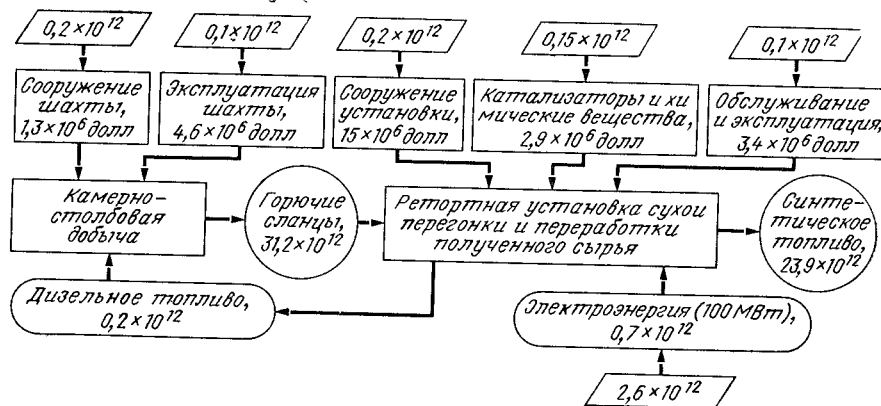 0,2×10¹²
0,1×10¹²
0,2×10¹²
0,15×10¹²
0,1×10¹²
Сооружение
шахты,
1,3×10⁶ долл
Эксплуатация
шахты,
4,6×10⁶ долл
Сооружение
установки,
15×10⁶ долл
Катализаторы и хи
мические вещества,
2,9×10⁶ долл
Обслуживание
и эксплуатация,
3,4×10⁶ долл
Камерно-
столбовая
добыча
Горючие
сланцы,
31,2×10¹²
Ретортная установка сухои
перегонки и переработки
полученного сырья
Синте-
тическое
топливо,
23,9×10¹²
Дизельное топливо,
0,2×10¹²
Электроэнергия (100 МВт),
0,7×10¹²
2,6×10¹²